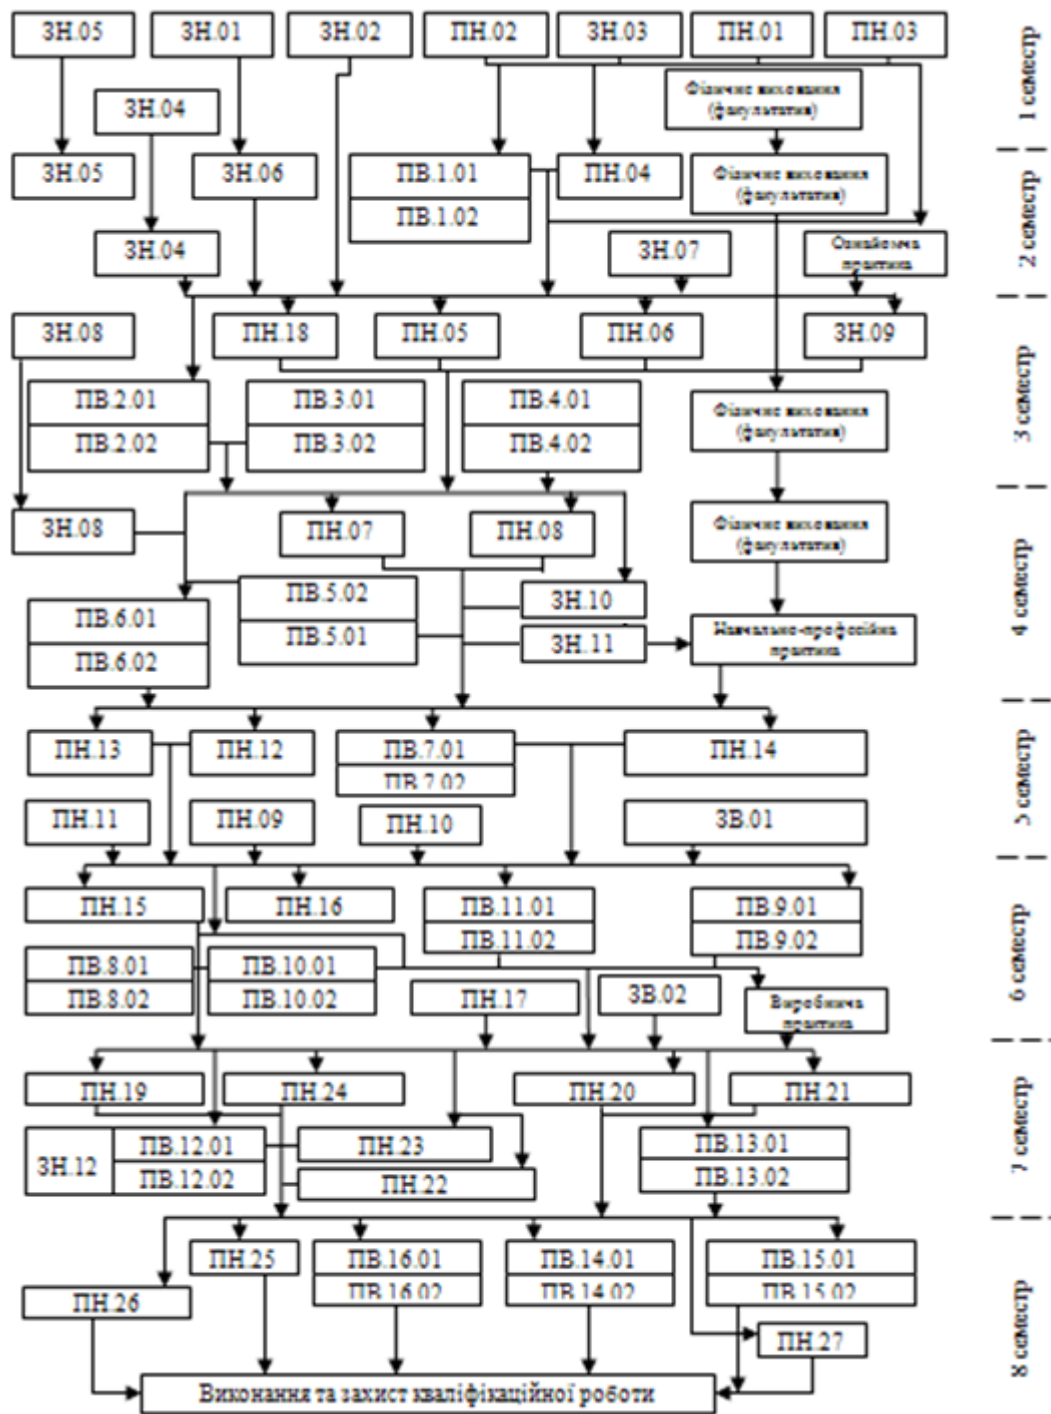 ЗН.05
ЗН.01
ЗН.02
ПН.02
ЗН.03
ПН.01
ПН.03
1 семестр
ЗН.04
Фізичне виховання
(факультатив)
ЗН.05
ЗН.06
ПВ.1.01
ПВ.1.02
ПН.04
Фізичне виховання
(факультатив)
2 семестр
ЗН.04
ЗН.07
Ознайомча
практика
ЗН.08
ПН.18
ПН.05
ПН.06
ЗН.09
3 семестр
ПВ.2.01
ПВ.2.02
ПВ.3.01
ПВ.3.02
ПВ.4.01
ПВ.4.02
Фізичне виховання
(факультатив)
ЗН.08
ПН.07
ПН.08
Фізичне виховання
(факультатив)
4 семестр
ПВ.6.01
ПВ.6.02
ПВ.5.02
ПВ.5.01
ЗН.10
ЗН.11
Навчально-професійна
практика
ПН.13
ПН.12
ПВ.7.01
ПВ.7.02
ПН.14
5 семестр
ПН.11
ПН.09
ПН.10
ЗВ.01
ПН.15
ПН.16
ПВ.11.01
ПВ.11.02
ПВ.9.01
ПВ.9.02
6 семестр
ПВ.8.01
ПВ.8.02
ПВ.10.01
ПВ.10.02
ПН.17
ЗВ.02
Виробнича
практика
ПН.19
ПН.24
ПН.20
ПН.21
7 семестр
ЗН.12
ПВ.12.01
ПВ.12.02
ПН.23
ПН.22
ПВ.13.01
ПВ.13.02
ПН.25
ПВ.16.01
ПВ.16.02
ПВ.14.01
ПВ.14.02
ПВ.15.01
ПВ.15.02
8 семестр
ПН.26
ПН.27
Виконання та захист кваліфікаційної роботи